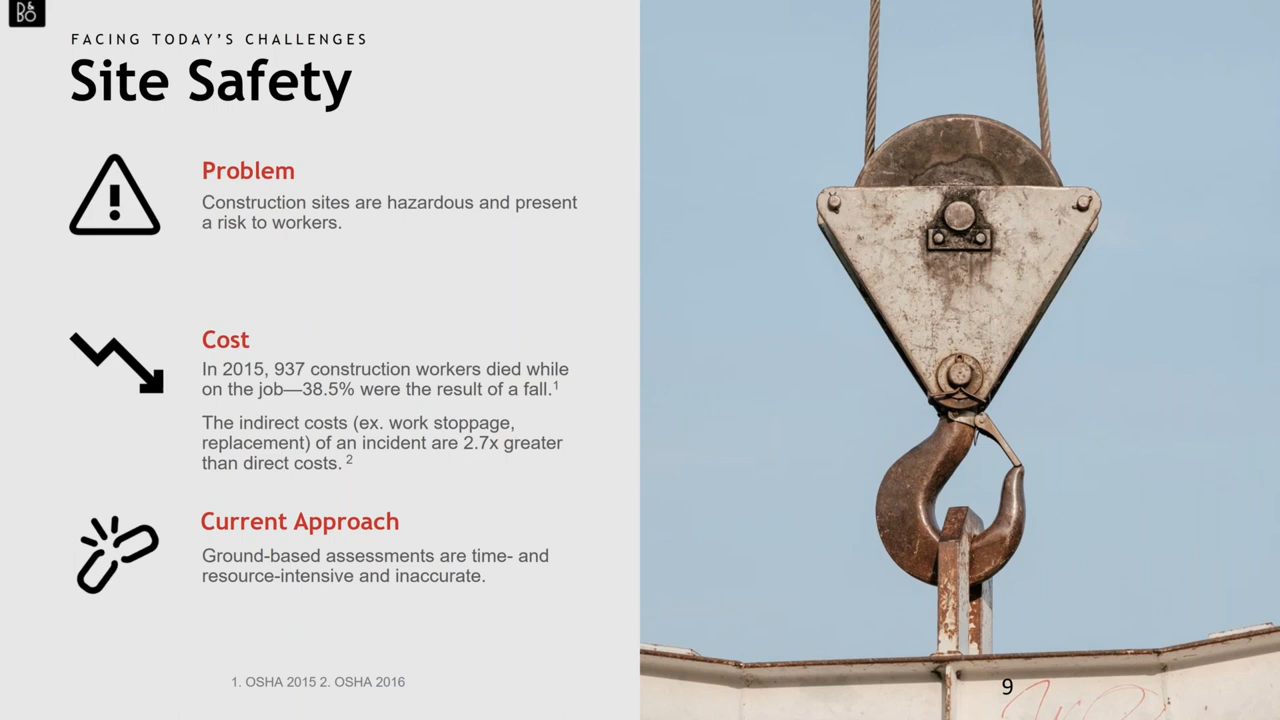 B&O
FACING TODAY'S CHALLENGES
Site Safety
Problem
Construction sites are hazardous and present
a risk to workers.
Cost
In 2015, 937 construction workers died while
on the job—38.5% were the result of a fall.¹
The indirect costs (ex. work stoppage,
replacement) of an incident are 2.7x greater
than direct costs. ²
Current Approach
Ground-based assessments are time- and
resource-intensive and inaccurate.
1. OSHA 2015 2. OSHA 2016
9